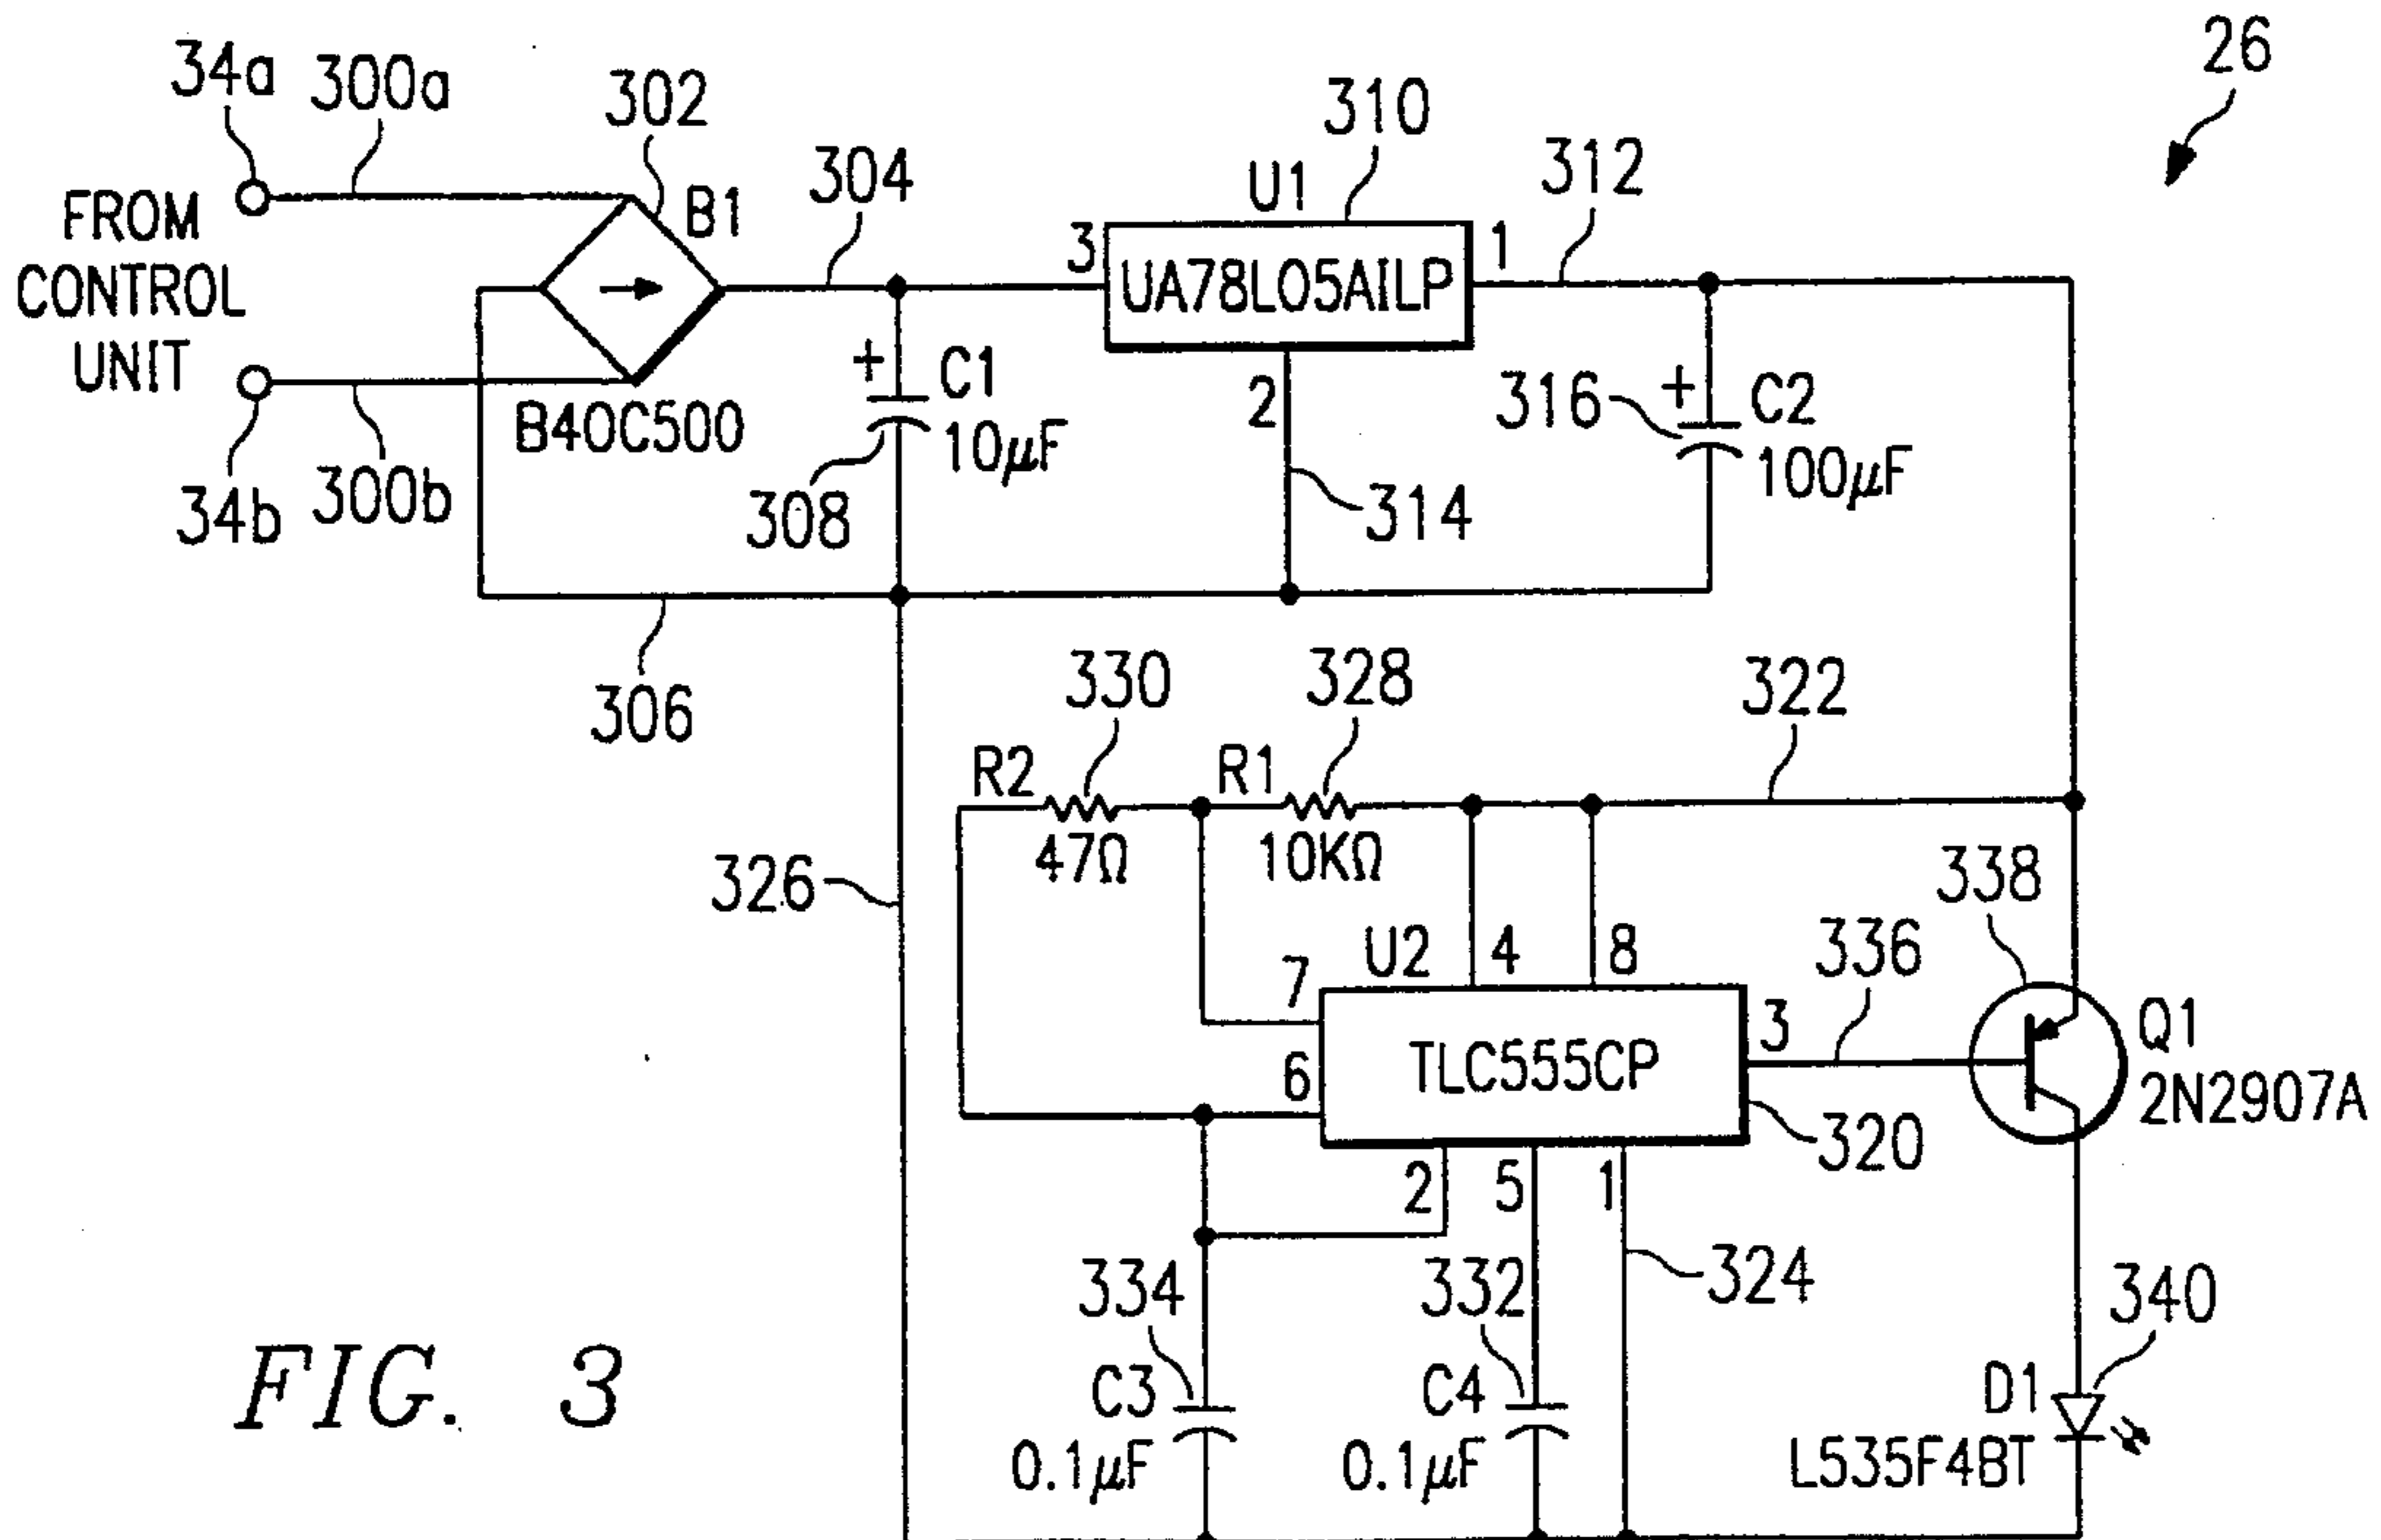 26
34a
300a
302
304
310
312
FROM
CONTROL
UNIT
B1
U1
3
UA78L05AILP
1
2
34b
300b
B40C500
+
C1
10µF
308
314
316
+
C2
100µF
306
330
328
322
R2
R1
47Ω
10KΩ
326
338
336
U2
4
8
7
3
6
TLC555CP
Q1
2N2907A
320
2
5
1
324
334
332
340
C3
0.1µF
C4
0.1µF
D1
L535F4BT
FIG. 3